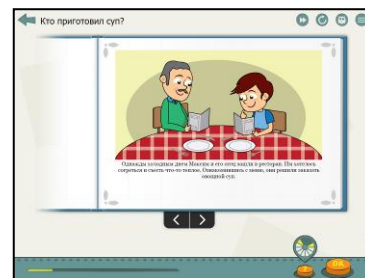 Кто приготовил суп?
Однажды холодным днем Максим и его отец зашли в ресторан. Им хотелось
согреться и съесть что-то теплое. Ознакомившись с меню, они решили заказать
овощной суп.
OK